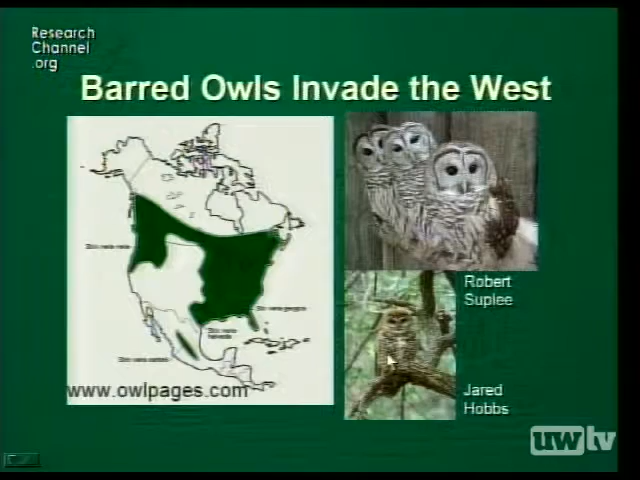 Research
Channel
.org
Barred Owls Invade the West
Robert
Suplee
www.owlpages.com
Jared
Hobbs
uwtv